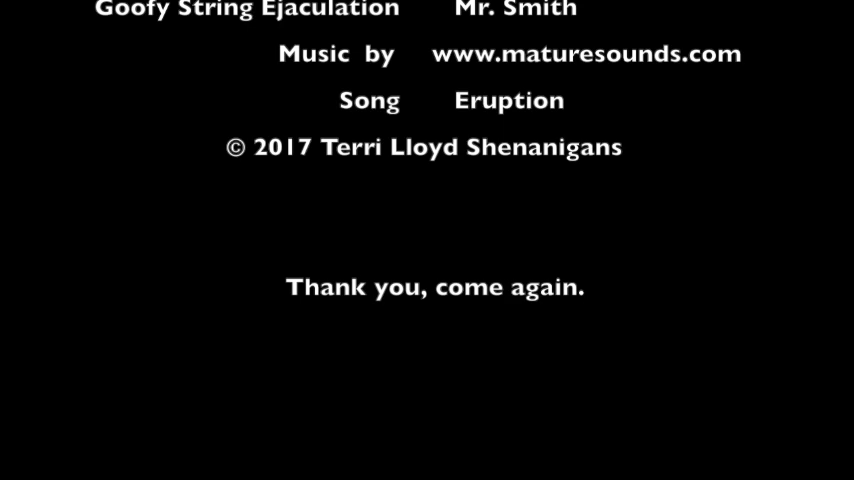 Goofy String Ejaculation Mr. Smith
Music by www.maturesounds.com
Song Eruption
© 2017 Terri Lloyd Shenanigans
Thank you, come again.